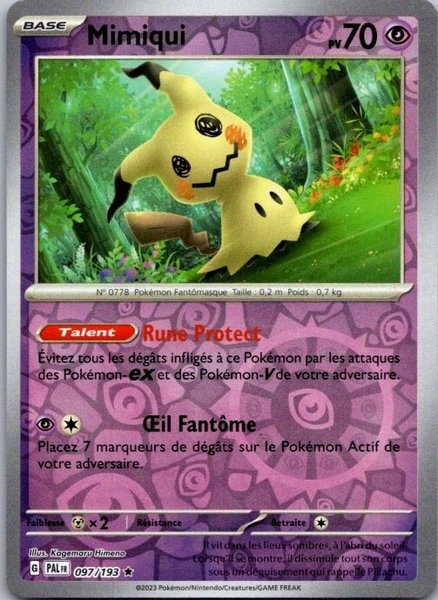 BASE
Mimiqui
PV 70
N° 0778 Pokémon Fantômasque Taille : 0,2 m Poids : 0,7 kg
Talent Rune Protect
Évitez tous les dégâts infligés à ce Pokémon par les attaques
des Pokémon-ex et des Pokémon-V de votre adversaire.
Œil Fantôme
Placez 7 marqueurs de dégâts sur le Pokémon Actif de
votre adversaire.
Faiblesse ×2 Résistance Retraite
Illus. Kagemaru Himeno
G PAL FR 097/193 ★
Il vit dans les lieux sombres, à l'abri du soleil.
Lorsqu'il se montre, il dissimule tout son corps
sous un déguisement qui rappelle Pikachu.
©2023 Pokémon/Nintendo/Creatures/GAME FREAK